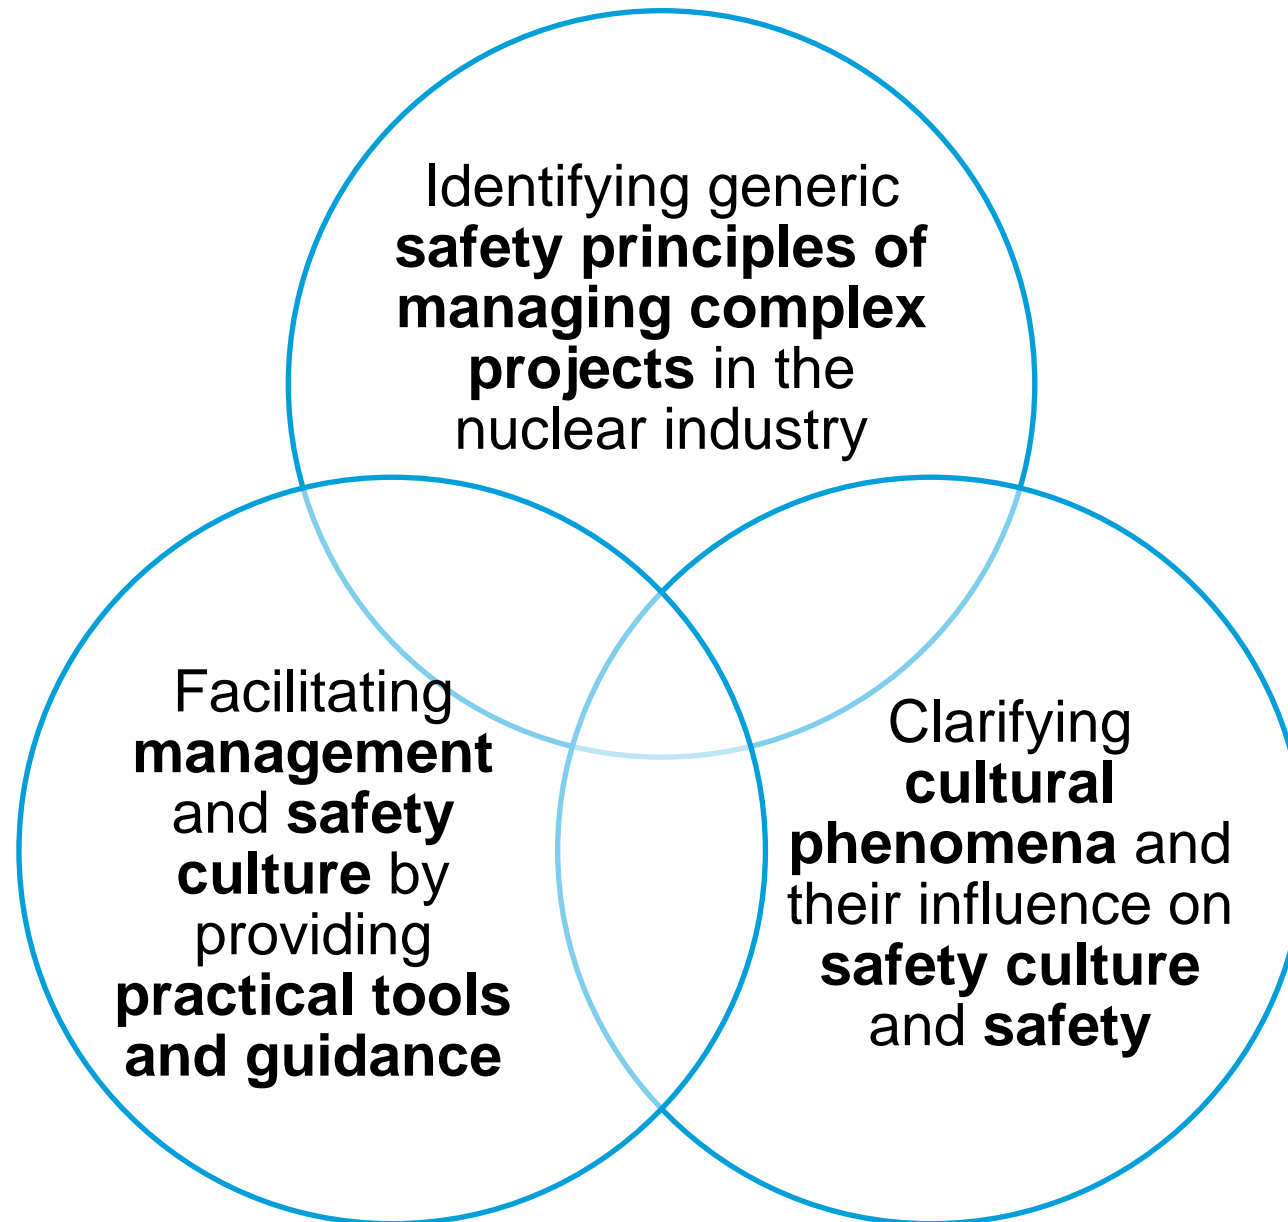 Identifying generic
safety principles of
managing complex
projects in the
nuclear industry
Facilitating
management
and safety
culture by
providing
practical tools
and guidance
Clarifying
cultural
phenomena and
their influence on
safety culture
and safety